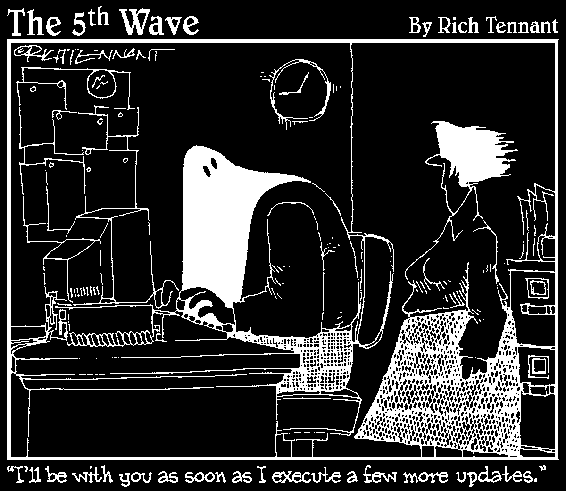 The 5th Wave
By Rich Tennant
©RICHTENNANT
"I'll be with you as soon as I execute a few more updates."